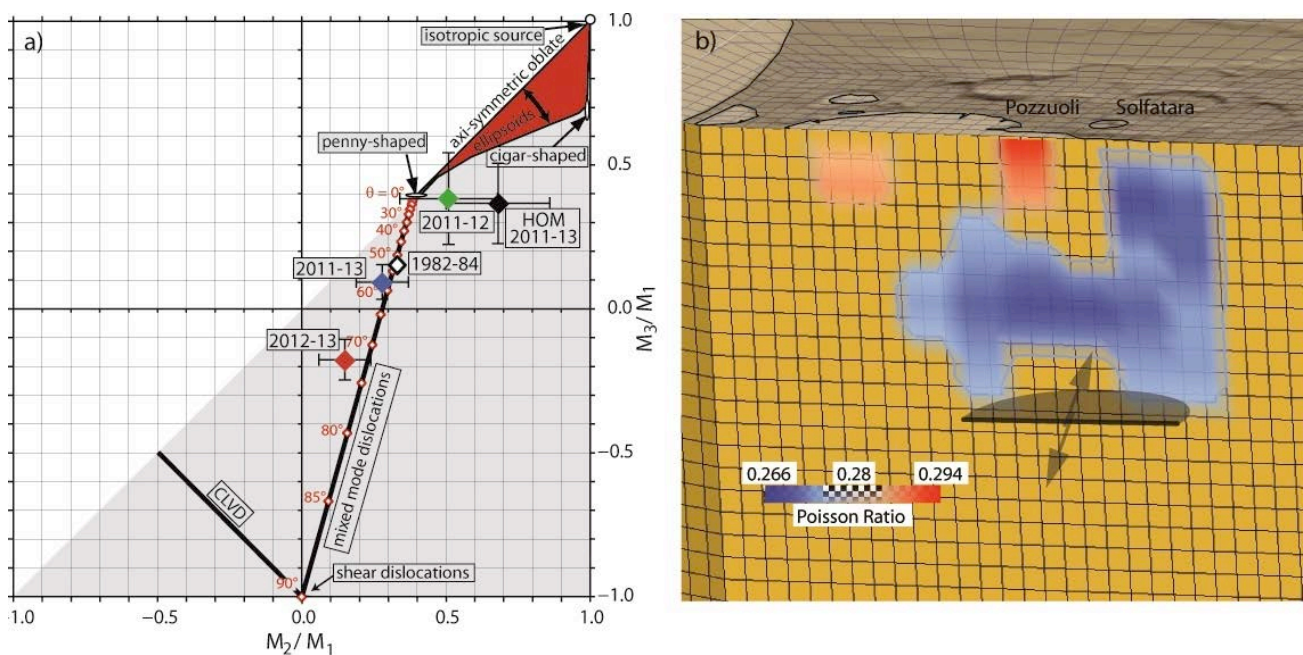 a)
isotropic source
1.0
axi-symmetric oblate
ellipsoids
penny-shaped
cigar-shaped
0.5
θ = 0°
30°
40°
50°
60°
70°
80°
85°
90°
2011-12
HOM
2011-13
2011-13
1982-84
2012-13
0.0
M3/ M1
mixed mode dislocations
CLVD
shear dislocations
−0.5
−1.0
-1.0
−0.5
0.0
0.5
1.0
M2/ M1
b)
Pozzuoli
Solfatara
0.266
0.28
0.294
Poisson Ratio